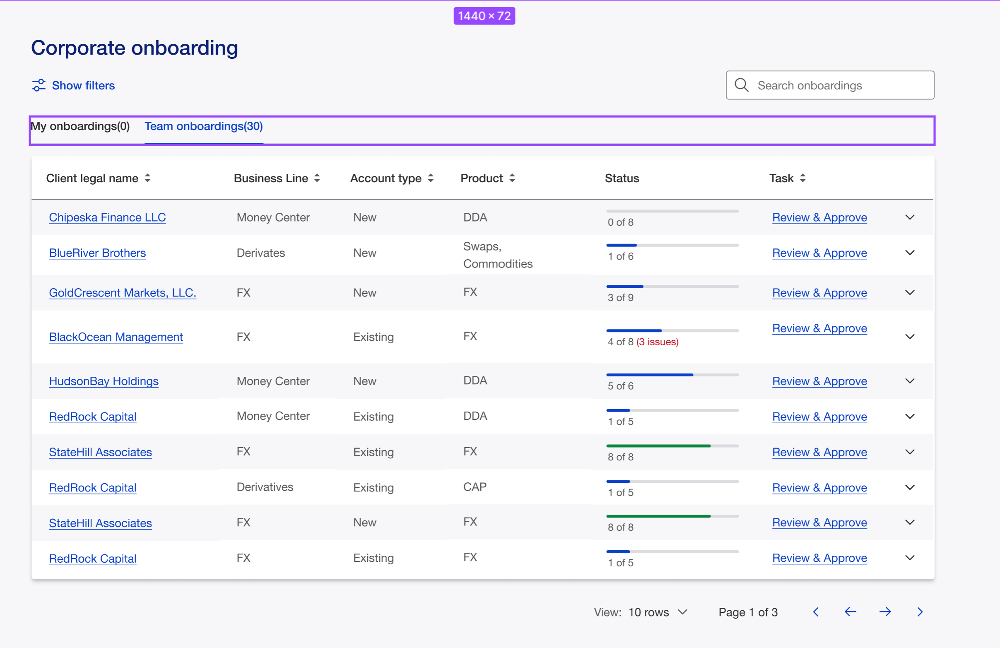 1440 × 72
Corporate onboarding
Show filters
Search onboardings
My onboardings(0) Team onboardings(30)
Client legal name Business Line Account type Product Status Task
Chipeska Finance LLC Money Center New DDA 0 of 8 Review & Approve
BlueRiver Brothers Derivates New Swaps, Commodities 1 of 6 Review & Approve
GoldCrescent Markets, LLC. FX New FX 3 of 9 Review & Approve
BlackOcean Management FX Existing FX 4 of 8 (3 issues) Review & Approve
HudsonBay Holdings Money Center New DDA 5 of 6 Review & Approve
RedRock Capital Money Center Existing DDA 1 of 5 Review & Approve
StateHill Associates FX Existing FX 8 of 8 Review & Approve
RedRock Capital Derivatives Existing CAP 1 of 5 Review & Approve
StateHill Associates FX New FX 8 of 8 Review & Approve
RedRock Capital FX Existing FX 1 of 5 Review & Approve
View: 10 rows Page 1 of 3